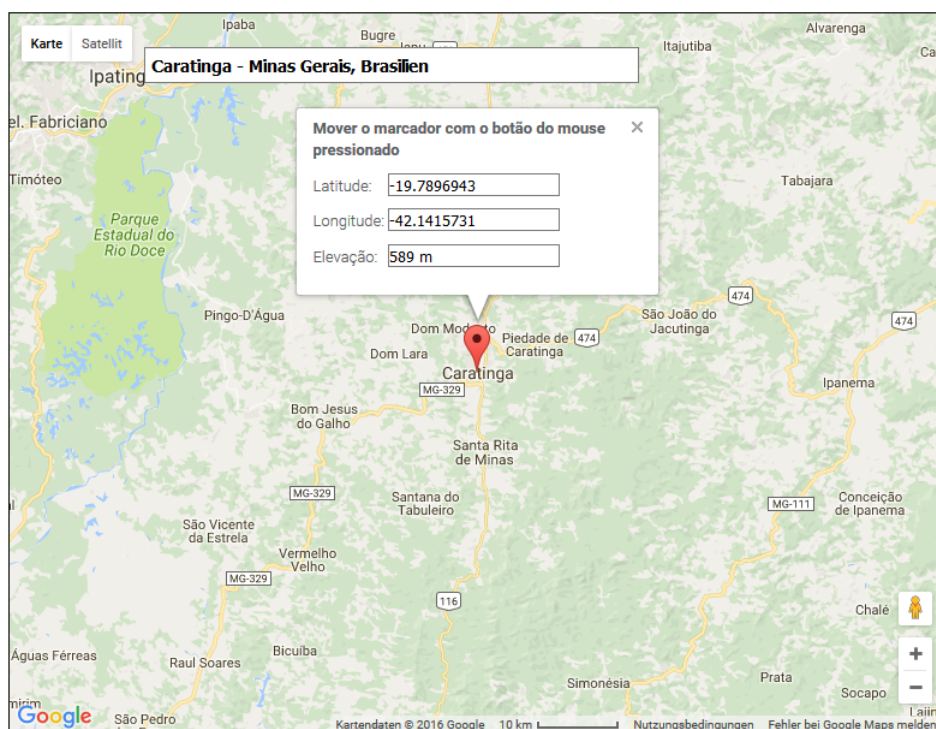 Ipaba
Bugre
Alvarenga
Karte
Satellit
Itajutiba
Caratinga - Minas Gerais, Brasilien
el. Fabriciano
Mover o marcador com o botão do mouse
pressionado
Timóteo
Latitude:
-19.7896943
Tabajara
Longitude:
-42.1415731
Parque
Estadual do
Rio Doce
Elevação:
589 m
474
Pingo-D'Água
São João do
Jacutinga
474
Piedade de
Caratinga
474
Dom Lara
Caratinga
MG-329
Ipanema
Bom Jesus
do Galho
Santa Rita
de Minas
MG-329
Santana do
Tabuleiro
MG-111
Conceição
de Ipanema
São Vicente
da Estrela
Vermelho
Velho
MG-329
116
Chalé
Águas Férreas
Raul Soares
Bicuíba
+
Simonésia
Prata
−
Socapo
Google
São Pedro
Kartendaten © 2016 Google
10 km
Nutzungsbedingungen
Fehler bei Google Maps melden